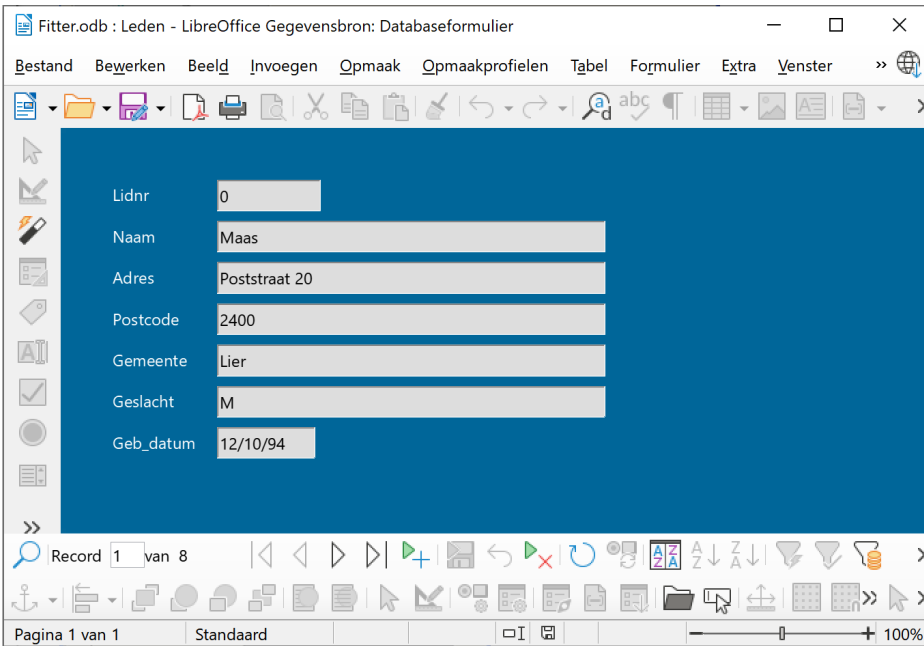 Fitter.odb : Leden - LibreOffice Gegevensbron: Databaseformulier
Bestand Bewerken Beeld Invoegen Opmaak Opmaakprofielen Tabel Formulier Extra Venster »
Lidnr 0
Naam Maas
Adres Poststraat 20
Postcode 2400
Gemeente Lier
Geslacht M
Geb_datum 12/10/94
Record 1 van 8
Pagina 1 van 1 Standaard 100%